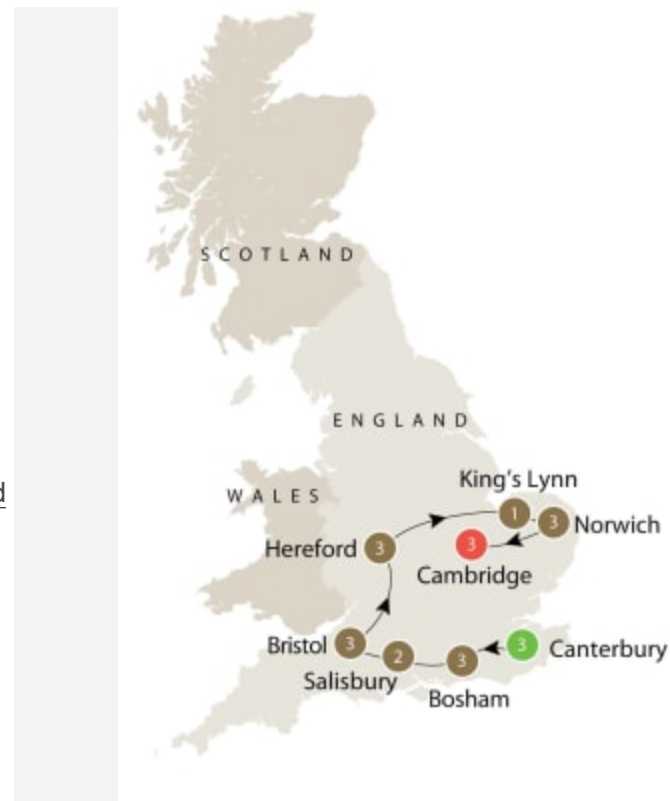 SCOTLAND
ENGLAND
d
WALES
King's Lynn
1
3 Norwich
Hereford 3
3
Cambridge
Bristol 3
2
3
3 Canterbury
Salisbury
Bosham